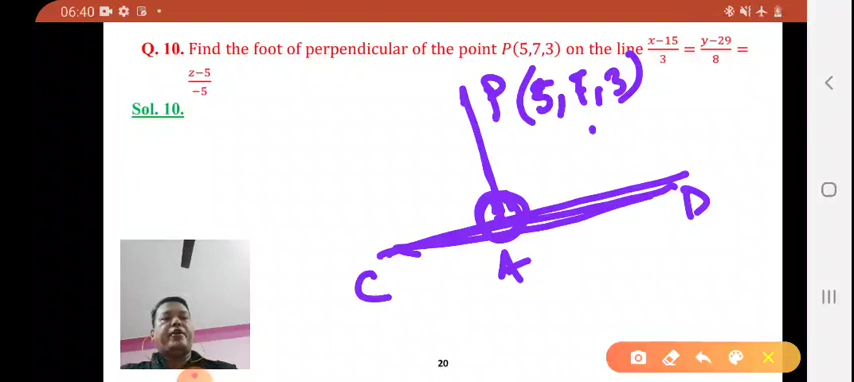 06:40
Q. 10. Find the foot of perpendicular of the point P(5,7,3) on the line x−15/3 = y−29/8 =
z−5/−5
Sol. 10.
P(5,7,3)
C A D
20